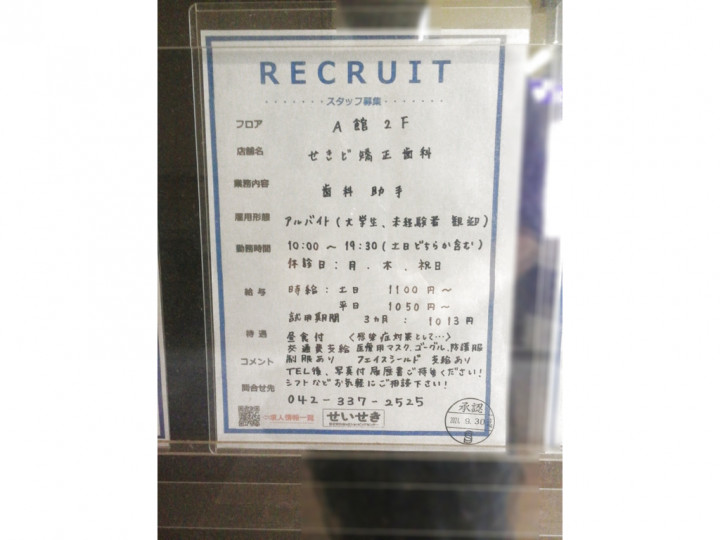 RECRUIT
スタッフ募集
フロア A館 2F
店舗名 せきど矯正歯科
業務内容 歯科助手
雇用形態 アルバイト(大学生、未経験者 歓迎)
勤務時間 10:00 〜 19:30(土日どちらか含む)
休診日:月、木、祝日
給与 時給:土日 1100円〜
平日 1050円〜
試用期間 3ヵ月: 1013円
待遇 昼食付 〈感染症対策として…〉
交通費支給 医療用マスク、ゴーグル、防護服
制服あり フェイスシールド 支給あり
コメント TEL後、写真付履歴書ご持参ください!
シフトなどお気軽にご相談下さい!
問合せ先 042-337-2525
求人情報一覧 せいせき
承認
2021.9.30